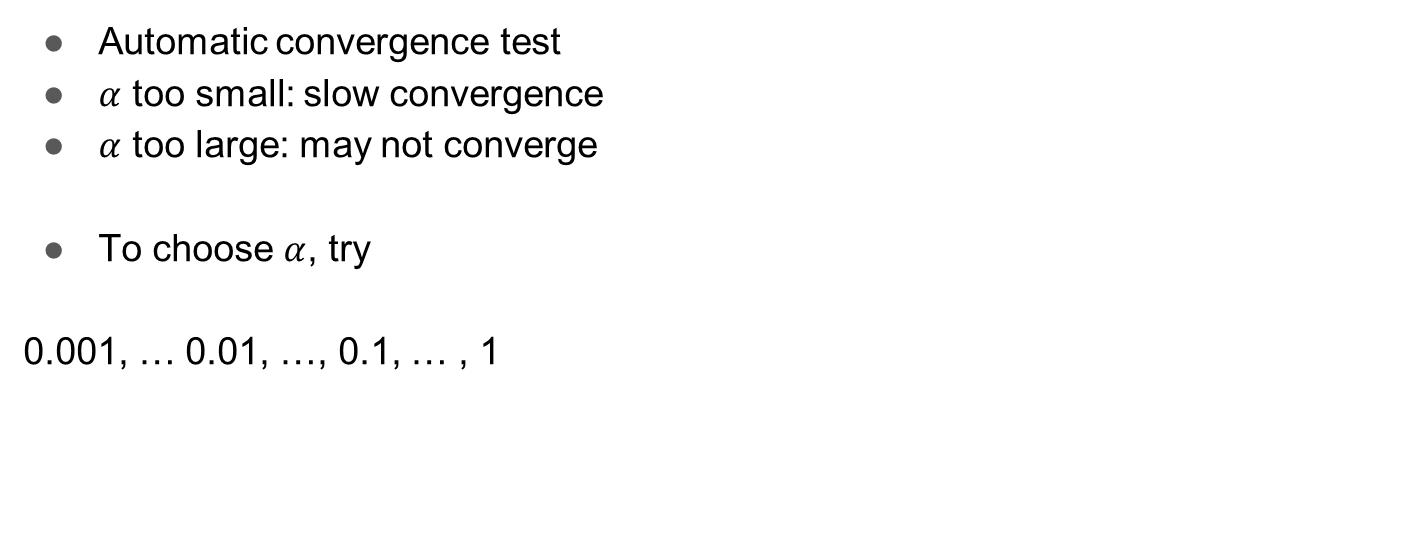 ● Automatic convergence test
● 𝛼 too small: slow convergence
● 𝛼 too large: may not converge
● To choose 𝛼, try
0.001, … 0.01, …, 0.1, … , 1